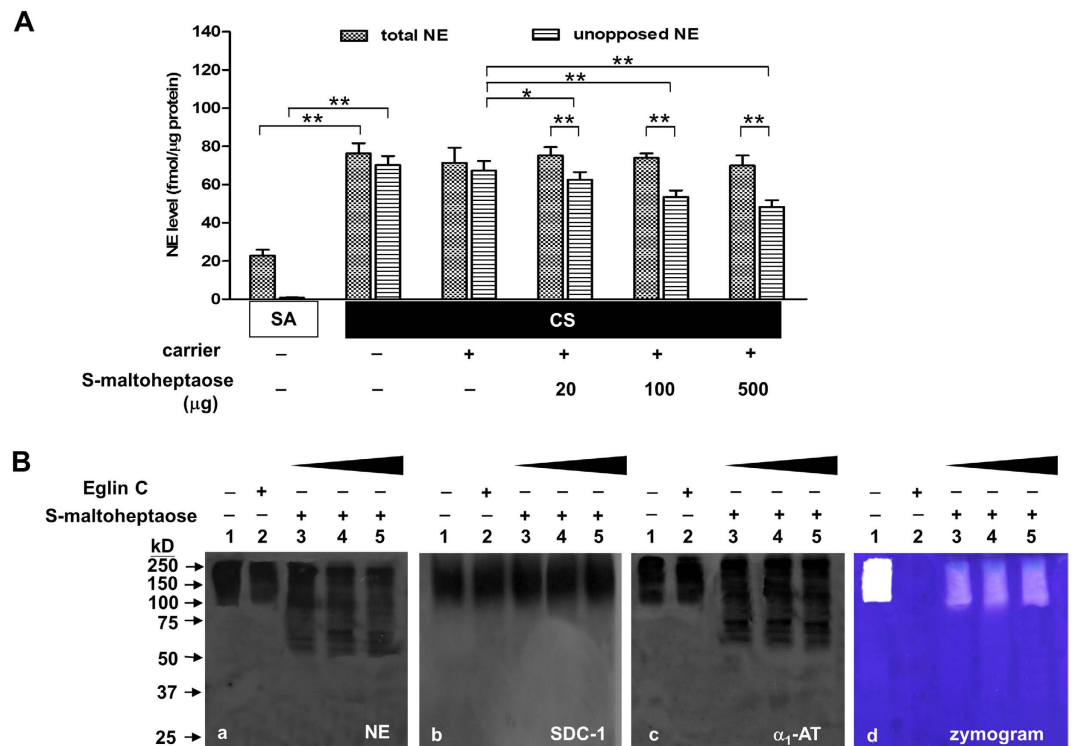 A
140
120
100
80
60
40
20
0
NE level (fmol/µg protein)
total NE
unopposed NE
** ** * ** ** ** ** **
SA CS
carrier – – + + + +
S-maltoheptaose (µg) – – – 20 100 500
B
Eglin C – + – + – + – +
S-maltoheptaose – – + + + – – + + + – – + + + – – + + +
1 2 3 4 5 1 2 3 4 5 1 2 3 4 5 1 2 3 4 5
kD
250
150
100
75
50
37
25
a NE b SDC-1 c α₁-AT d zymogram